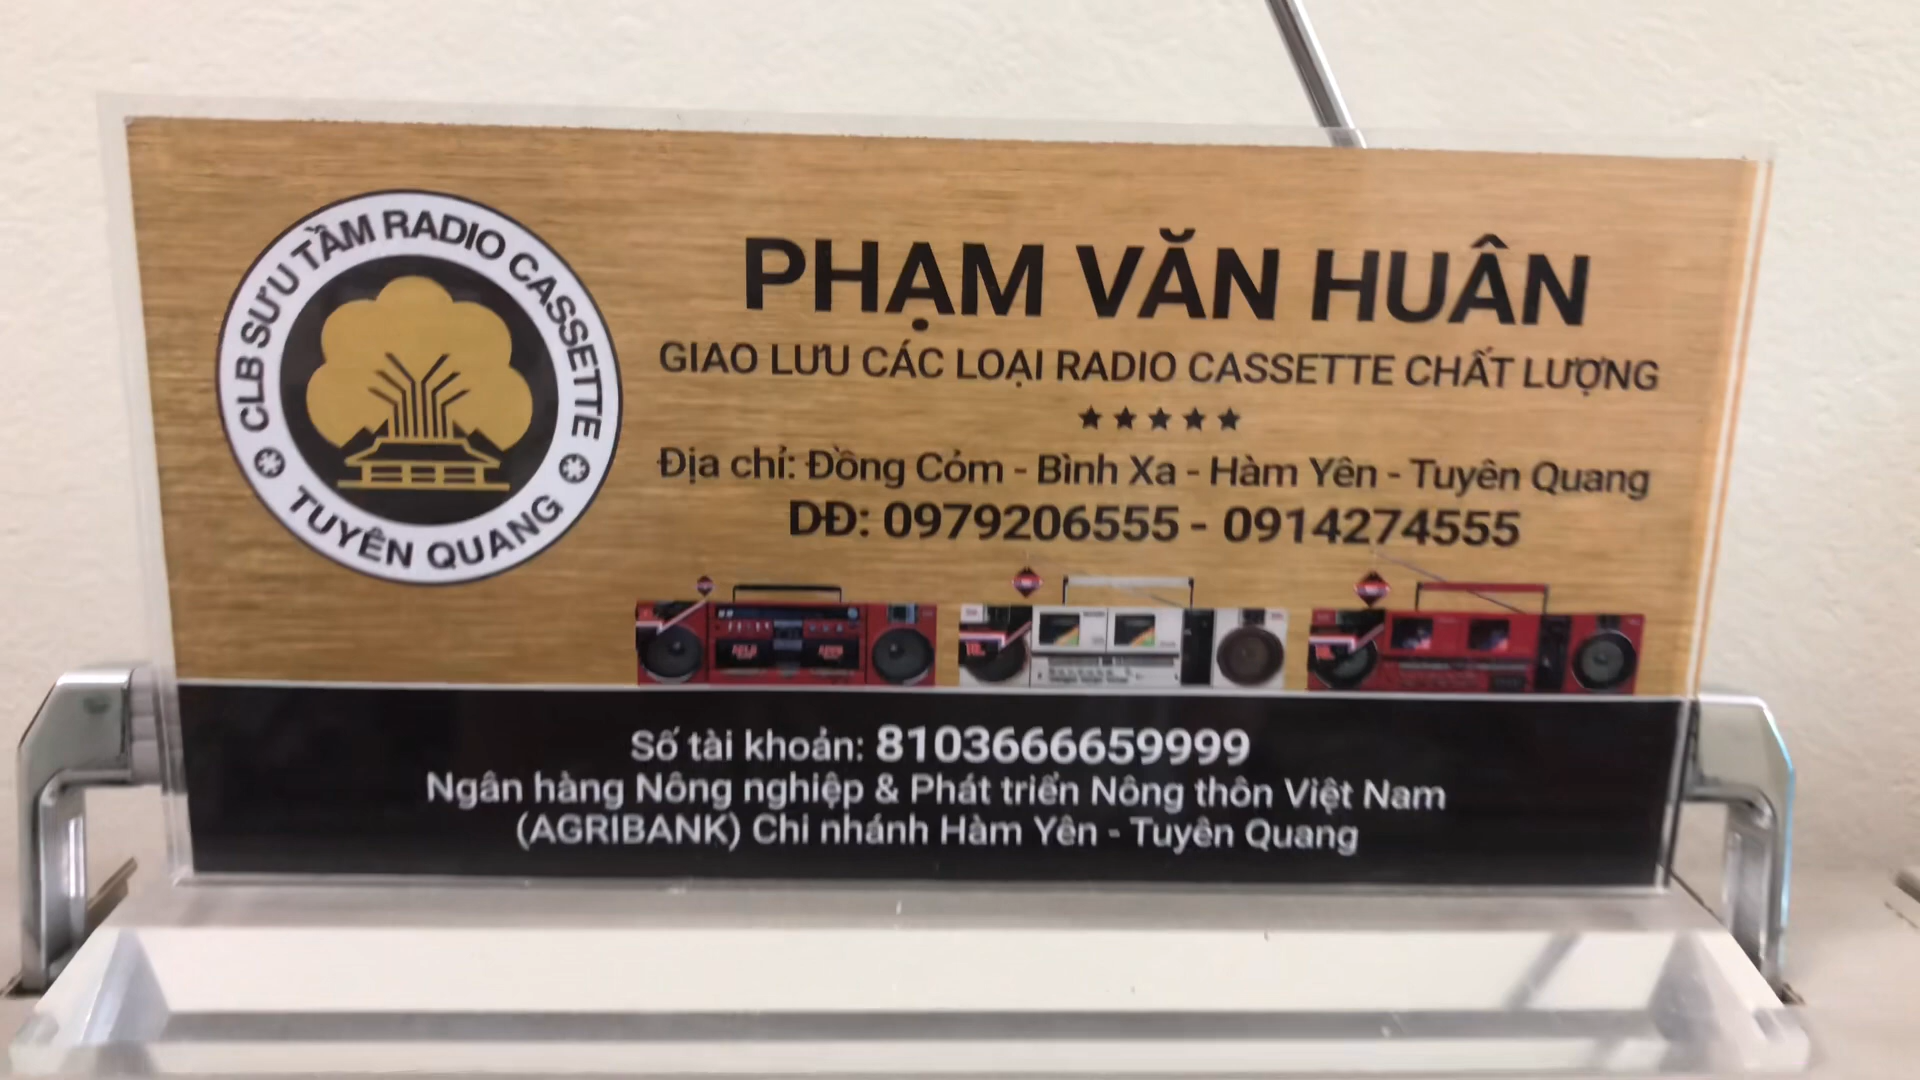 CLB SƯU TẦM RADIO CASSETTE
TUYÊN QUANG
PHẠM VĂN HUÂN
GIAO LƯU CÁC LOẠI RADIO CASSETTE CHẤT LƯỢNG
Địa chỉ: Đồng Cỏm - Bình Xa - Hàm Yên - Tuyên Quang
DĐ: 0979206555 - 0914274555
Số tài khoản: 8103666659999
Ngân hàng Nông nghiệp & Phát triển Nông thôn Việt Nam
(AGRIBANK) Chi nhánh Hàm Yên - Tuyên Quang